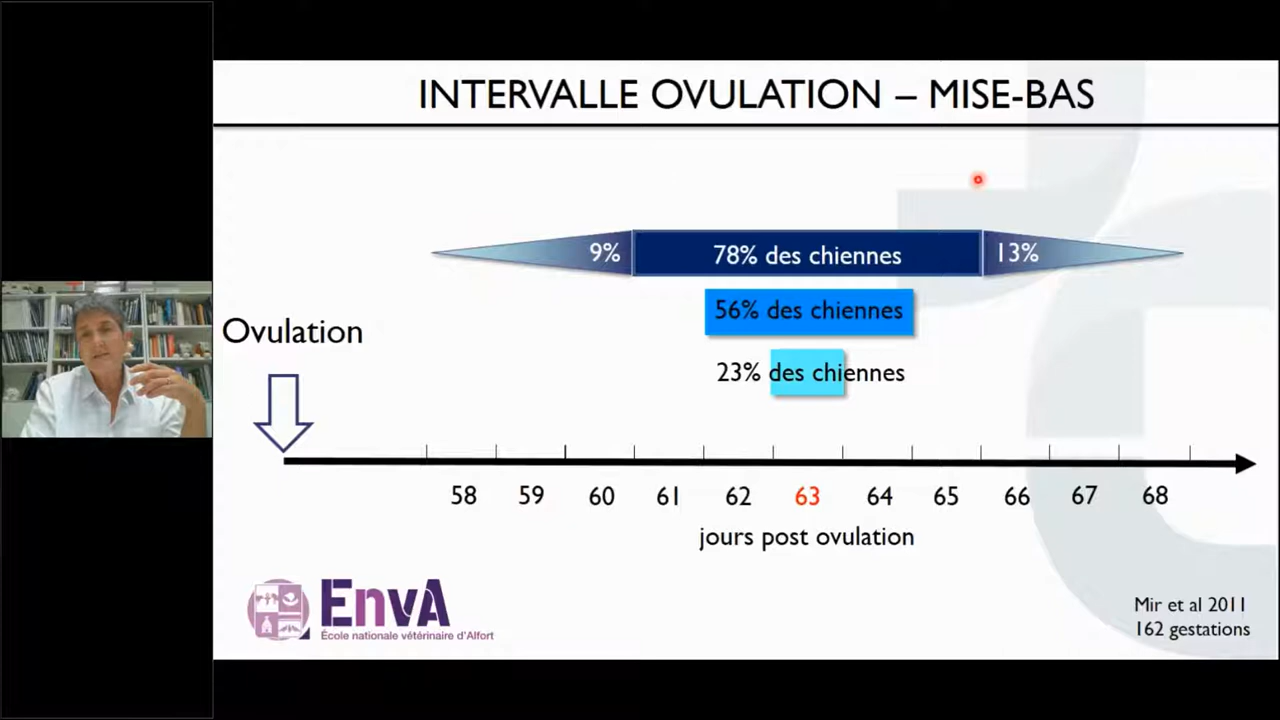 INTERVALLE OVULATION – MISE-BAS
9%
78% des chiennes
13%
56% des chiennes
23% des chiennes
Ovulation
58 59 60 61 62 63 64 65 66 67 68
jours post ovulation
EnvA
École nationale vétérinaire d'Alfort
Mir et al 2011
162 gestations